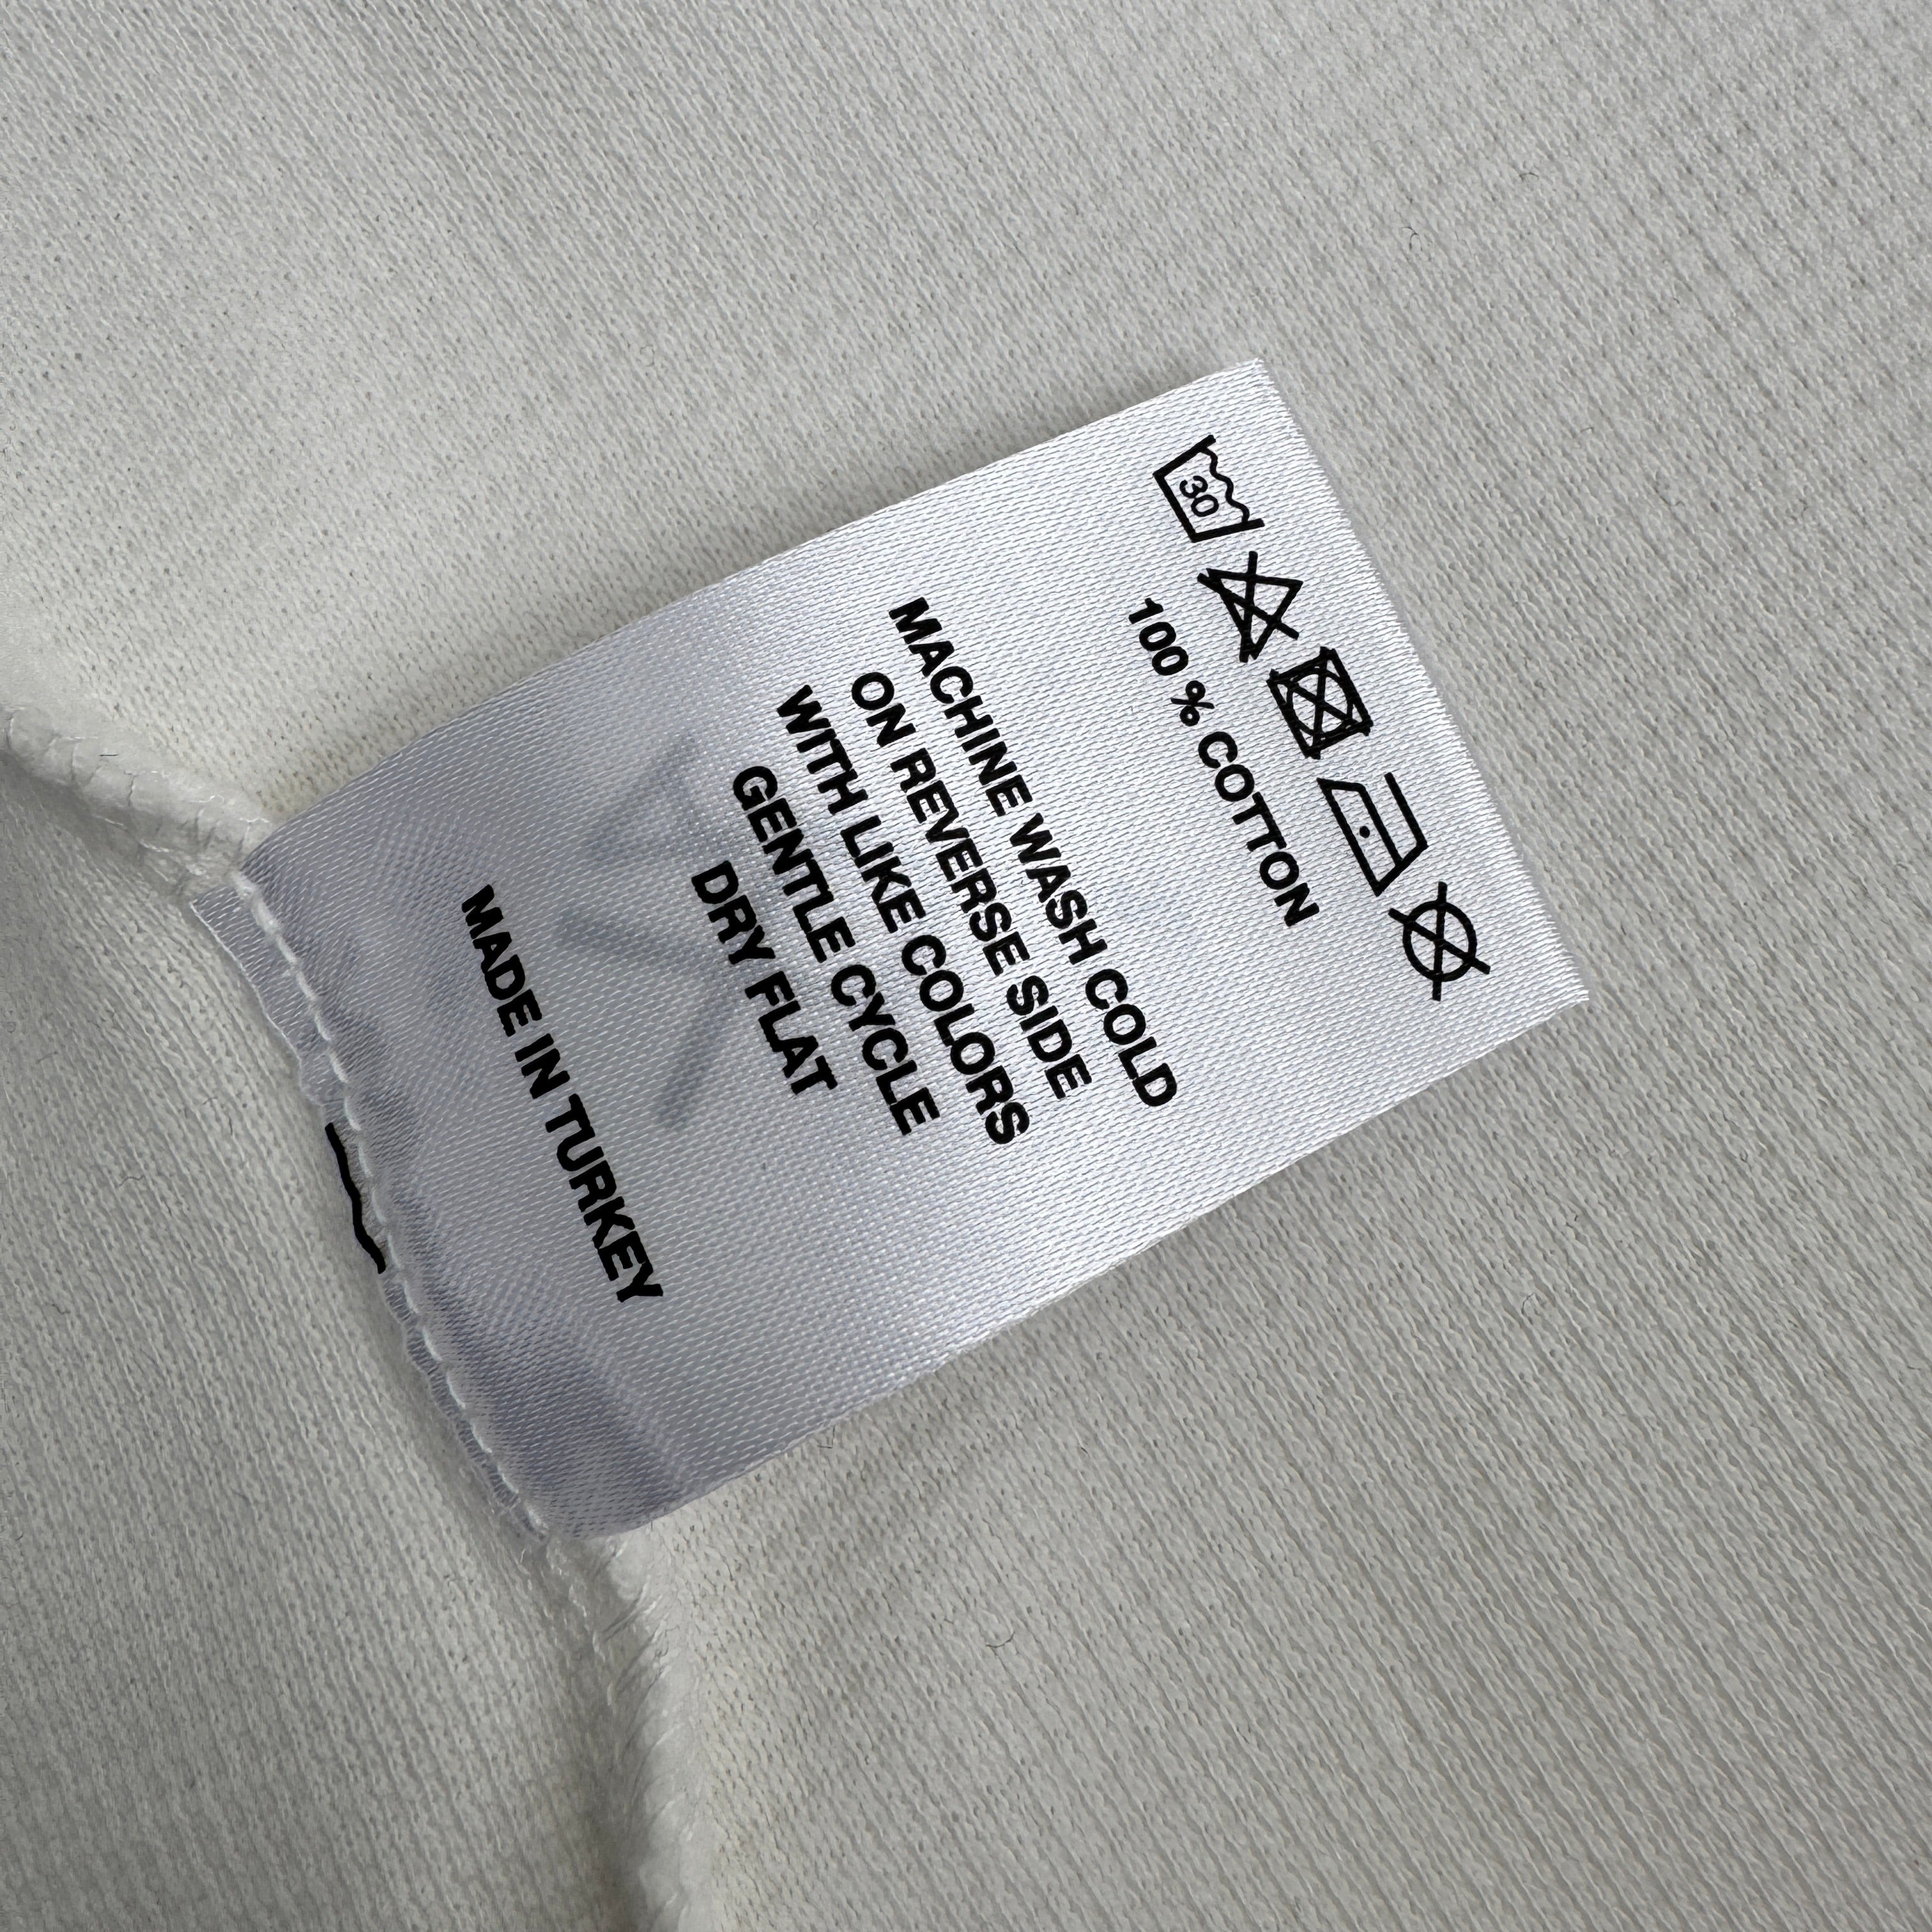 30
100 % COTTON
MACHINE WASH COLD
ON REVERSE SIDE
WITH LIKE COLORS
GENTLE CYCLE
DRY FLAT
MADE IN TURKEY